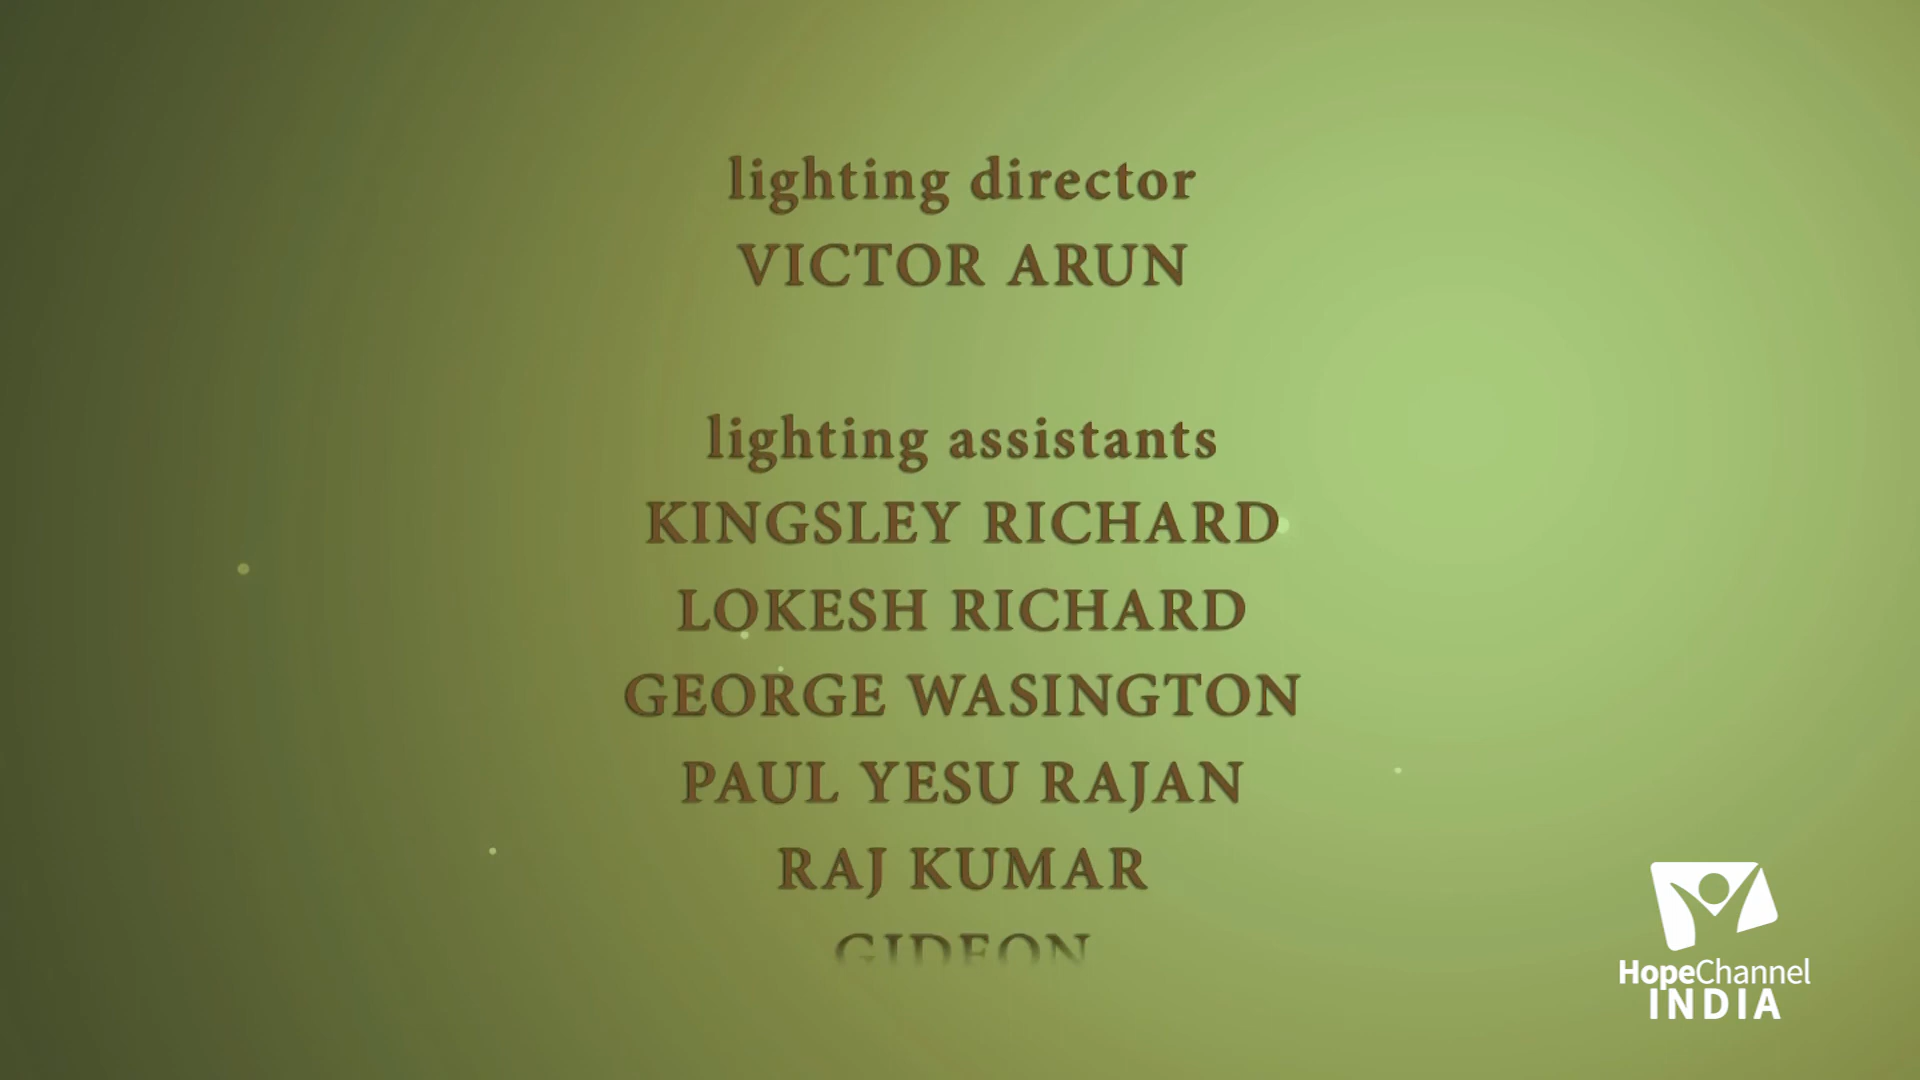 lighting director
VICTOR ARUN
lighting assistants
KINGSLEY RICHARD
LOKESH RICHARD
GEORGE WASINGTON
PAUL YESU RAJAN
RAJ KUMAR
GIDEON
HopeChannel
INDIA